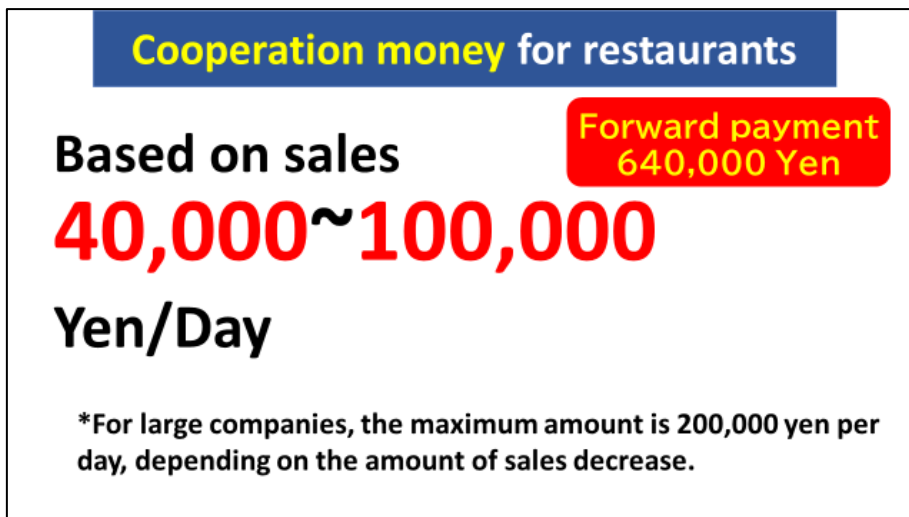 Cooperation money for restaurants
Forward payment
640,000 Yen
Based on sales
40,000~100,000
Yen/Day
*For large companies, the maximum amount is 200,000 yen per
day, depending on the amount of sales decrease.